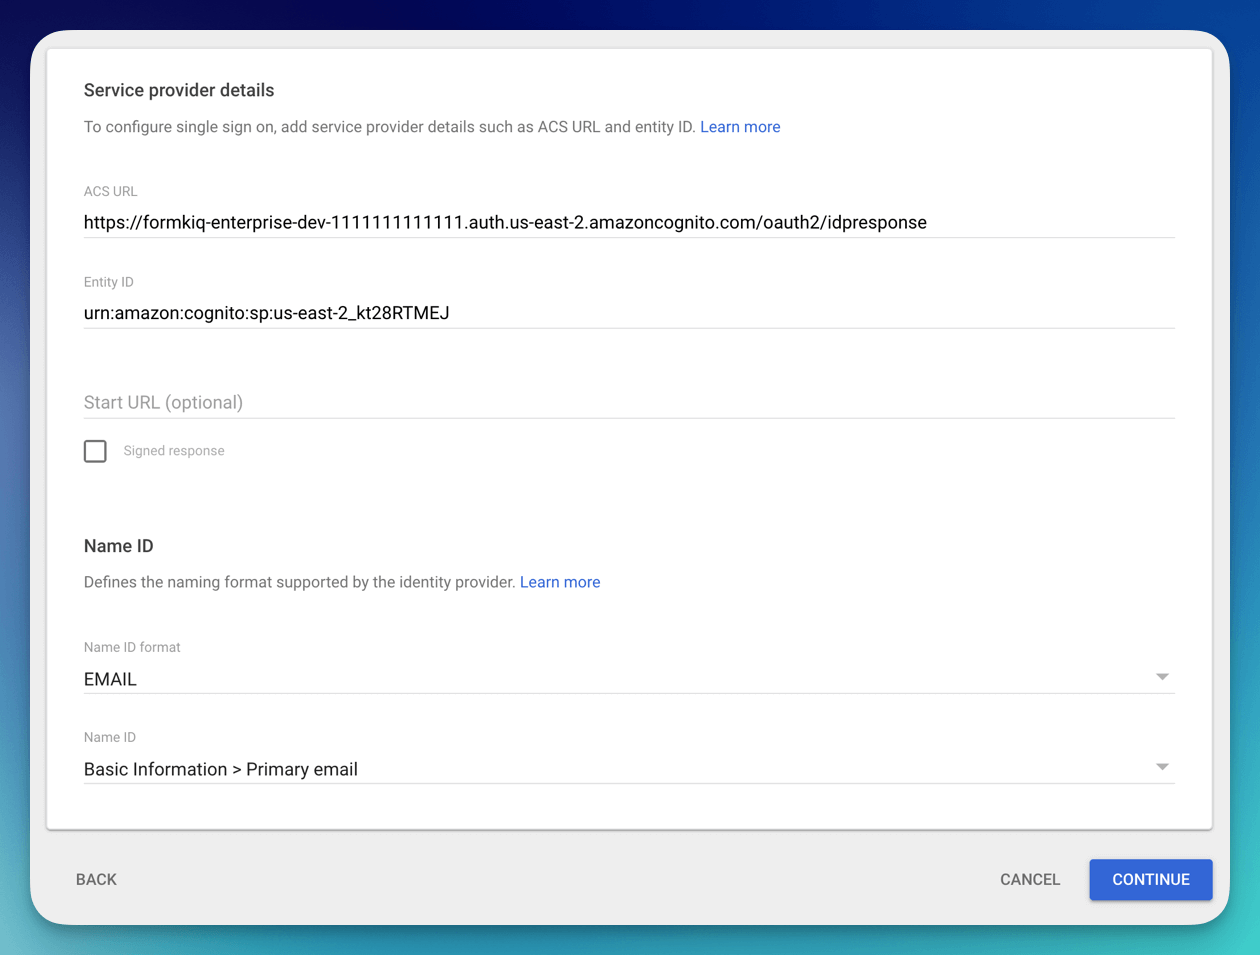 Service provider details
To configure single sign on, add service provider details such as ACS URL and entity ID. Learn more
ACS URL
https://formkiq-enterprise-dev-1111111111111.auth.us-east-2.amazoncognito.com/oauth2/idpresponse
Entity ID
urn:amazon:cognito:sp:us-east-2_kt28RTMEJ
Start URL (optional)
Signed response
Name ID
Defines the naming format supported by the identity provider. Learn more
Name ID format
EMAIL
Name ID
Basic Information > Primary email
BACK CANCEL CONTINUE